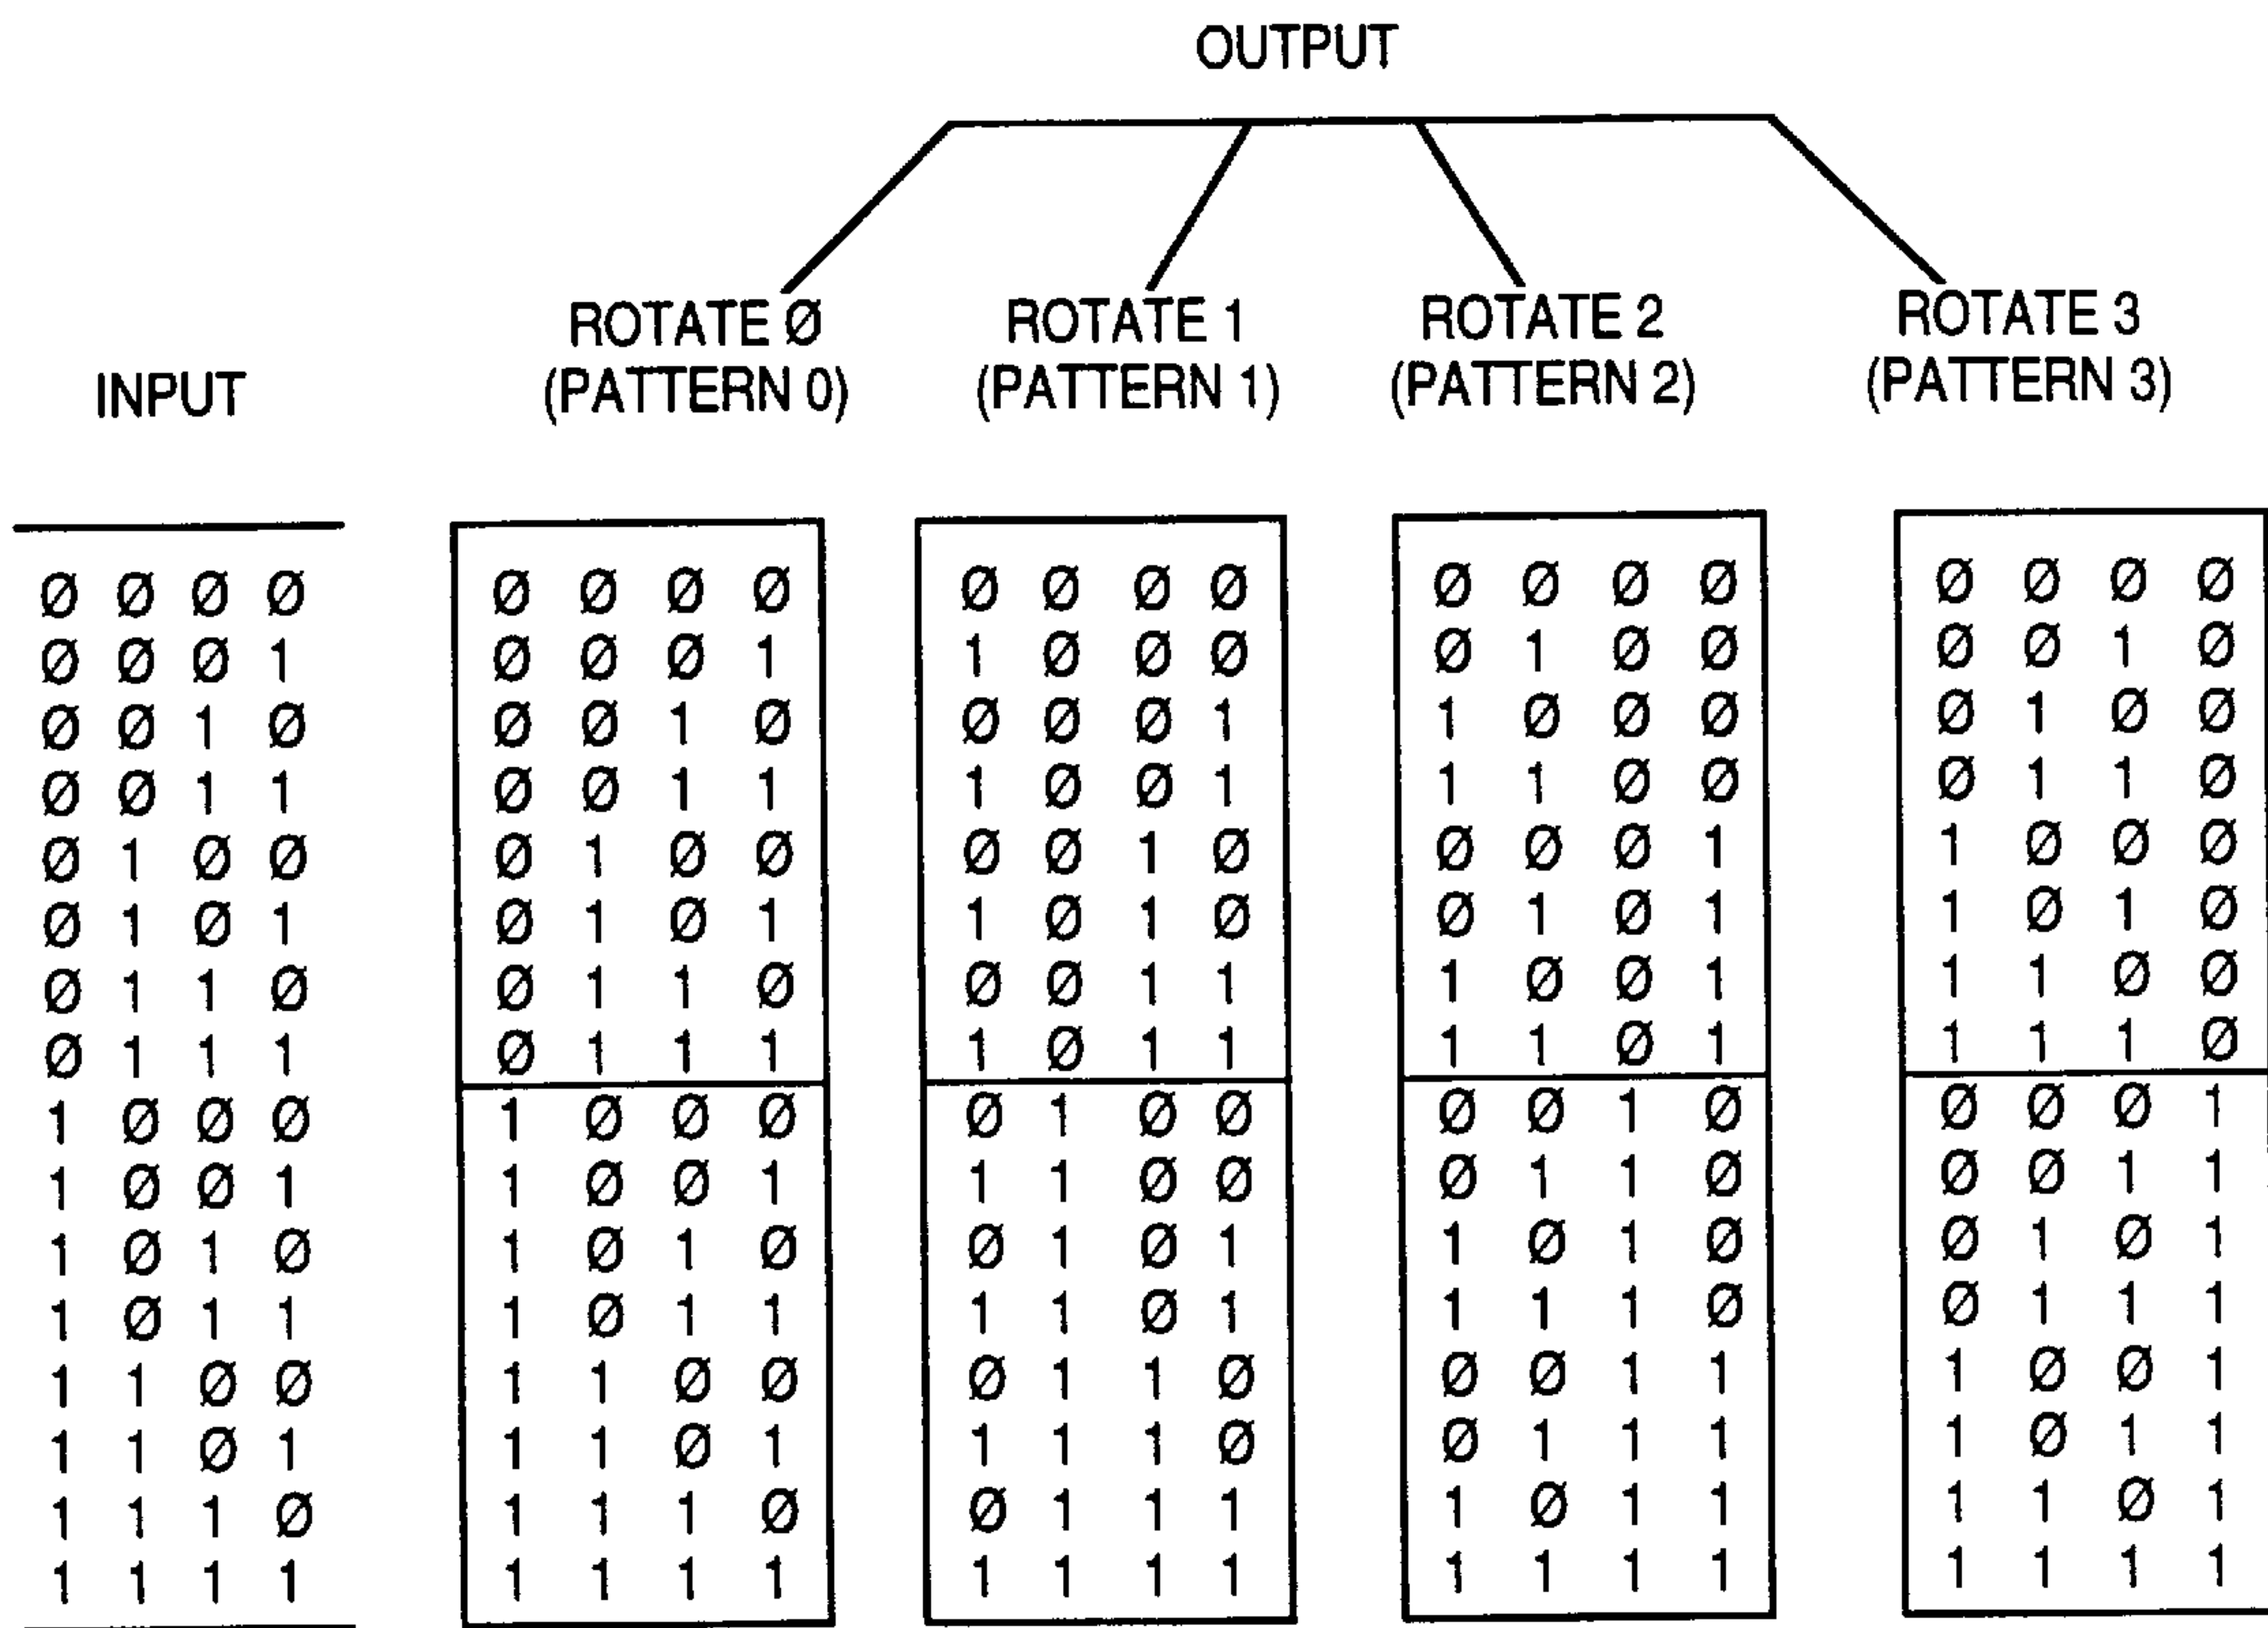 OUTPUT
ROTATE Ø ROTATE 1 ROTATE 2 ROTATE 3
INPUT (PATTERN 0) (PATTERN 1) (PATTERN 2) (PATTERN 3)
Ø Ø Ø Ø Ø Ø Ø Ø Ø Ø Ø Ø Ø Ø Ø Ø Ø Ø Ø Ø
Ø Ø Ø 1 Ø Ø Ø 1 1 Ø Ø Ø Ø 1 Ø Ø Ø Ø 1 Ø
Ø Ø 1 Ø Ø Ø 1 Ø Ø Ø Ø 1 1 Ø Ø Ø Ø 1 Ø Ø
Ø Ø 1 1 Ø Ø 1 1 1 Ø Ø 1 1 1 Ø Ø Ø 1 1 Ø
Ø 1 Ø Ø Ø 1 Ø Ø Ø Ø 1 Ø Ø Ø Ø 1 1 Ø Ø Ø
Ø 1 Ø 1 Ø 1 Ø 1 1 Ø 1 Ø Ø 1 Ø 1 1 Ø 1 Ø
Ø 1 1 Ø Ø 1 1 Ø Ø Ø 1 1 1 Ø Ø 1 1 1 Ø Ø
Ø 1 1 1 Ø 1 1 1 1 Ø 1 1 1 1 Ø 1 1 1 1 Ø
1 Ø Ø Ø 1 Ø Ø Ø Ø 1 Ø Ø Ø Ø 1 Ø Ø Ø Ø 1
1 Ø Ø 1 1 Ø Ø 1 1 1 Ø Ø Ø 1 1 Ø Ø Ø 1 1
1 Ø 1 Ø 1 Ø 1 Ø Ø 1 Ø 1 1 Ø 1 Ø Ø 1 Ø 1
1 Ø 1 1 1 Ø 1 1 1 1 Ø 1 1 1 1 Ø Ø 1 1 1
1 1 Ø Ø 1 1 Ø Ø Ø 1 1 Ø Ø Ø 1 1 1 Ø Ø 1
1 1 Ø 1 1 1 Ø 1 1 1 1 Ø Ø 1 1 1 1 Ø 1 1
1 1 1 Ø 1 1 1 Ø Ø 1 1 1 1 Ø 1 1 1 1 Ø 1
1 1 1 1 1 1 1 1 1 1 1 1 1 1 1 1 1 1 1 1